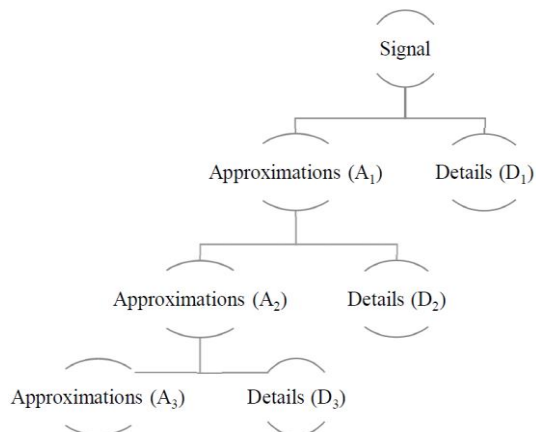 Signal
Approximations (A₁) Details (D₁)
Approximations (A₂) Details (D₂)
Approximations (A₃) Details (D₃)